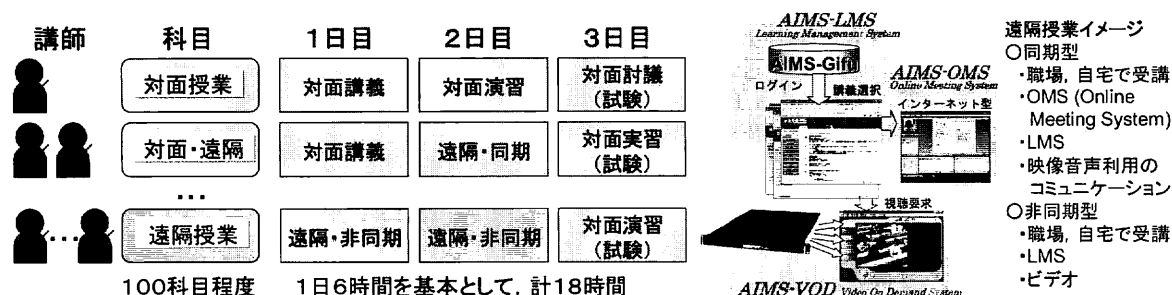 講師 科目 1日目 2日目 3日目
対面授業 対面講義 対面演習 対面討議
(試験)
対面・遠隔 対面講義 遠隔・同期 対面実習
(試験)
...
... 遠隔授業 遠隔・非同期 遠隔・非同期 対面演習
(試験)
100科目程度 1日6時間を基本として, 計18時間
AIMS-LMS
Learning Management System
AIMS-Gifu
ログイン 講義選択
AIMS-OMS
Online Meeting System
インターネット型
視聴要求
AIMS-VOD Video On Demand System
遠隔授業イメージ
○同期型
・職場, 自宅で受講
・OMS (Online
Meeting System)
・LMS
・映像音声利用の
コミュニケーション
○非同期型
・職場, 自宅で受講
・LMS
・ビデオ